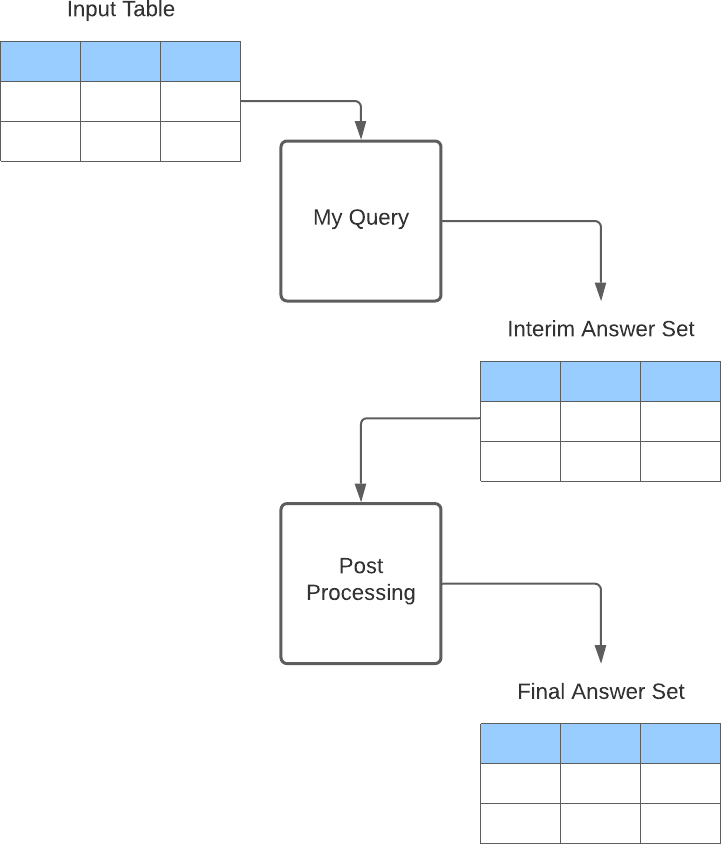 Input Table
My Query
Interim Answer Set
Post
Processing
Final Answer Set